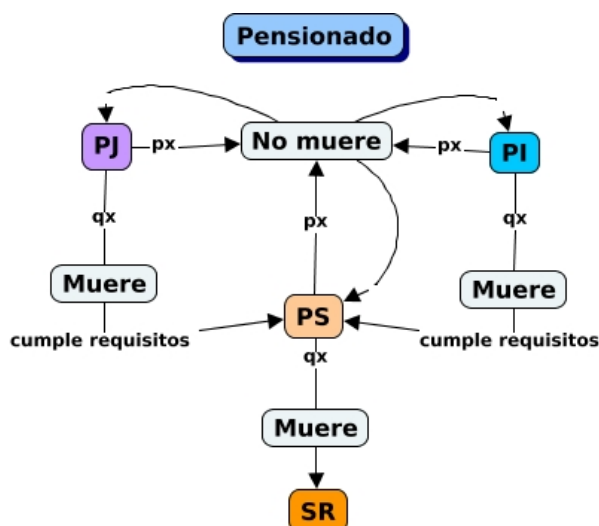 Pensionado
PJ
px
No muere
px
PI
qx
px
qx
Muere
Muere
PS
cumple requisitos
cumple requisitos
qx
Muere
SR